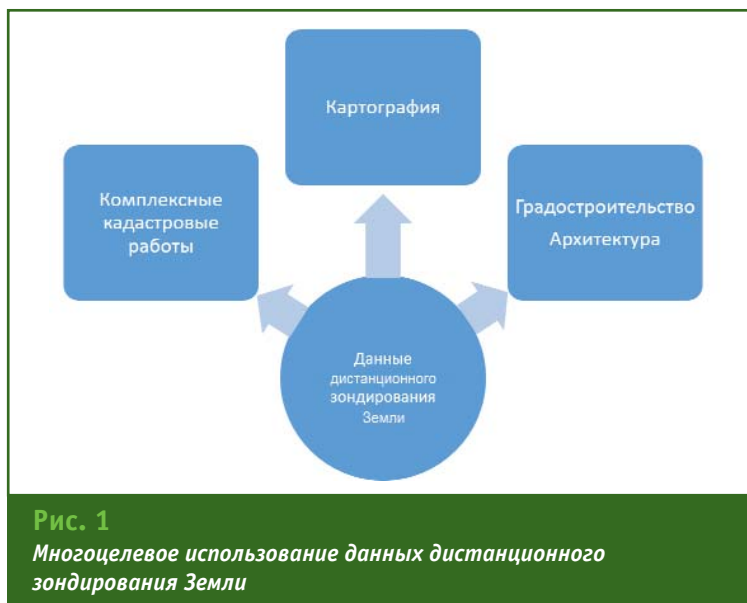 Картография
Комплексные
кадастровые
работы
Градостроительство
Архитектура
Данные
дистанционного
зондирования
Земли
Рис. 1
Многоцелевое использование данных дистанционного
зондирования Земли